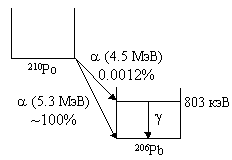 α (4.5 МэВ)
²¹⁰Po
0.0012%
α (5.3 МэВ)
803 кэВ
γ
~100%
²⁰⁶Pb